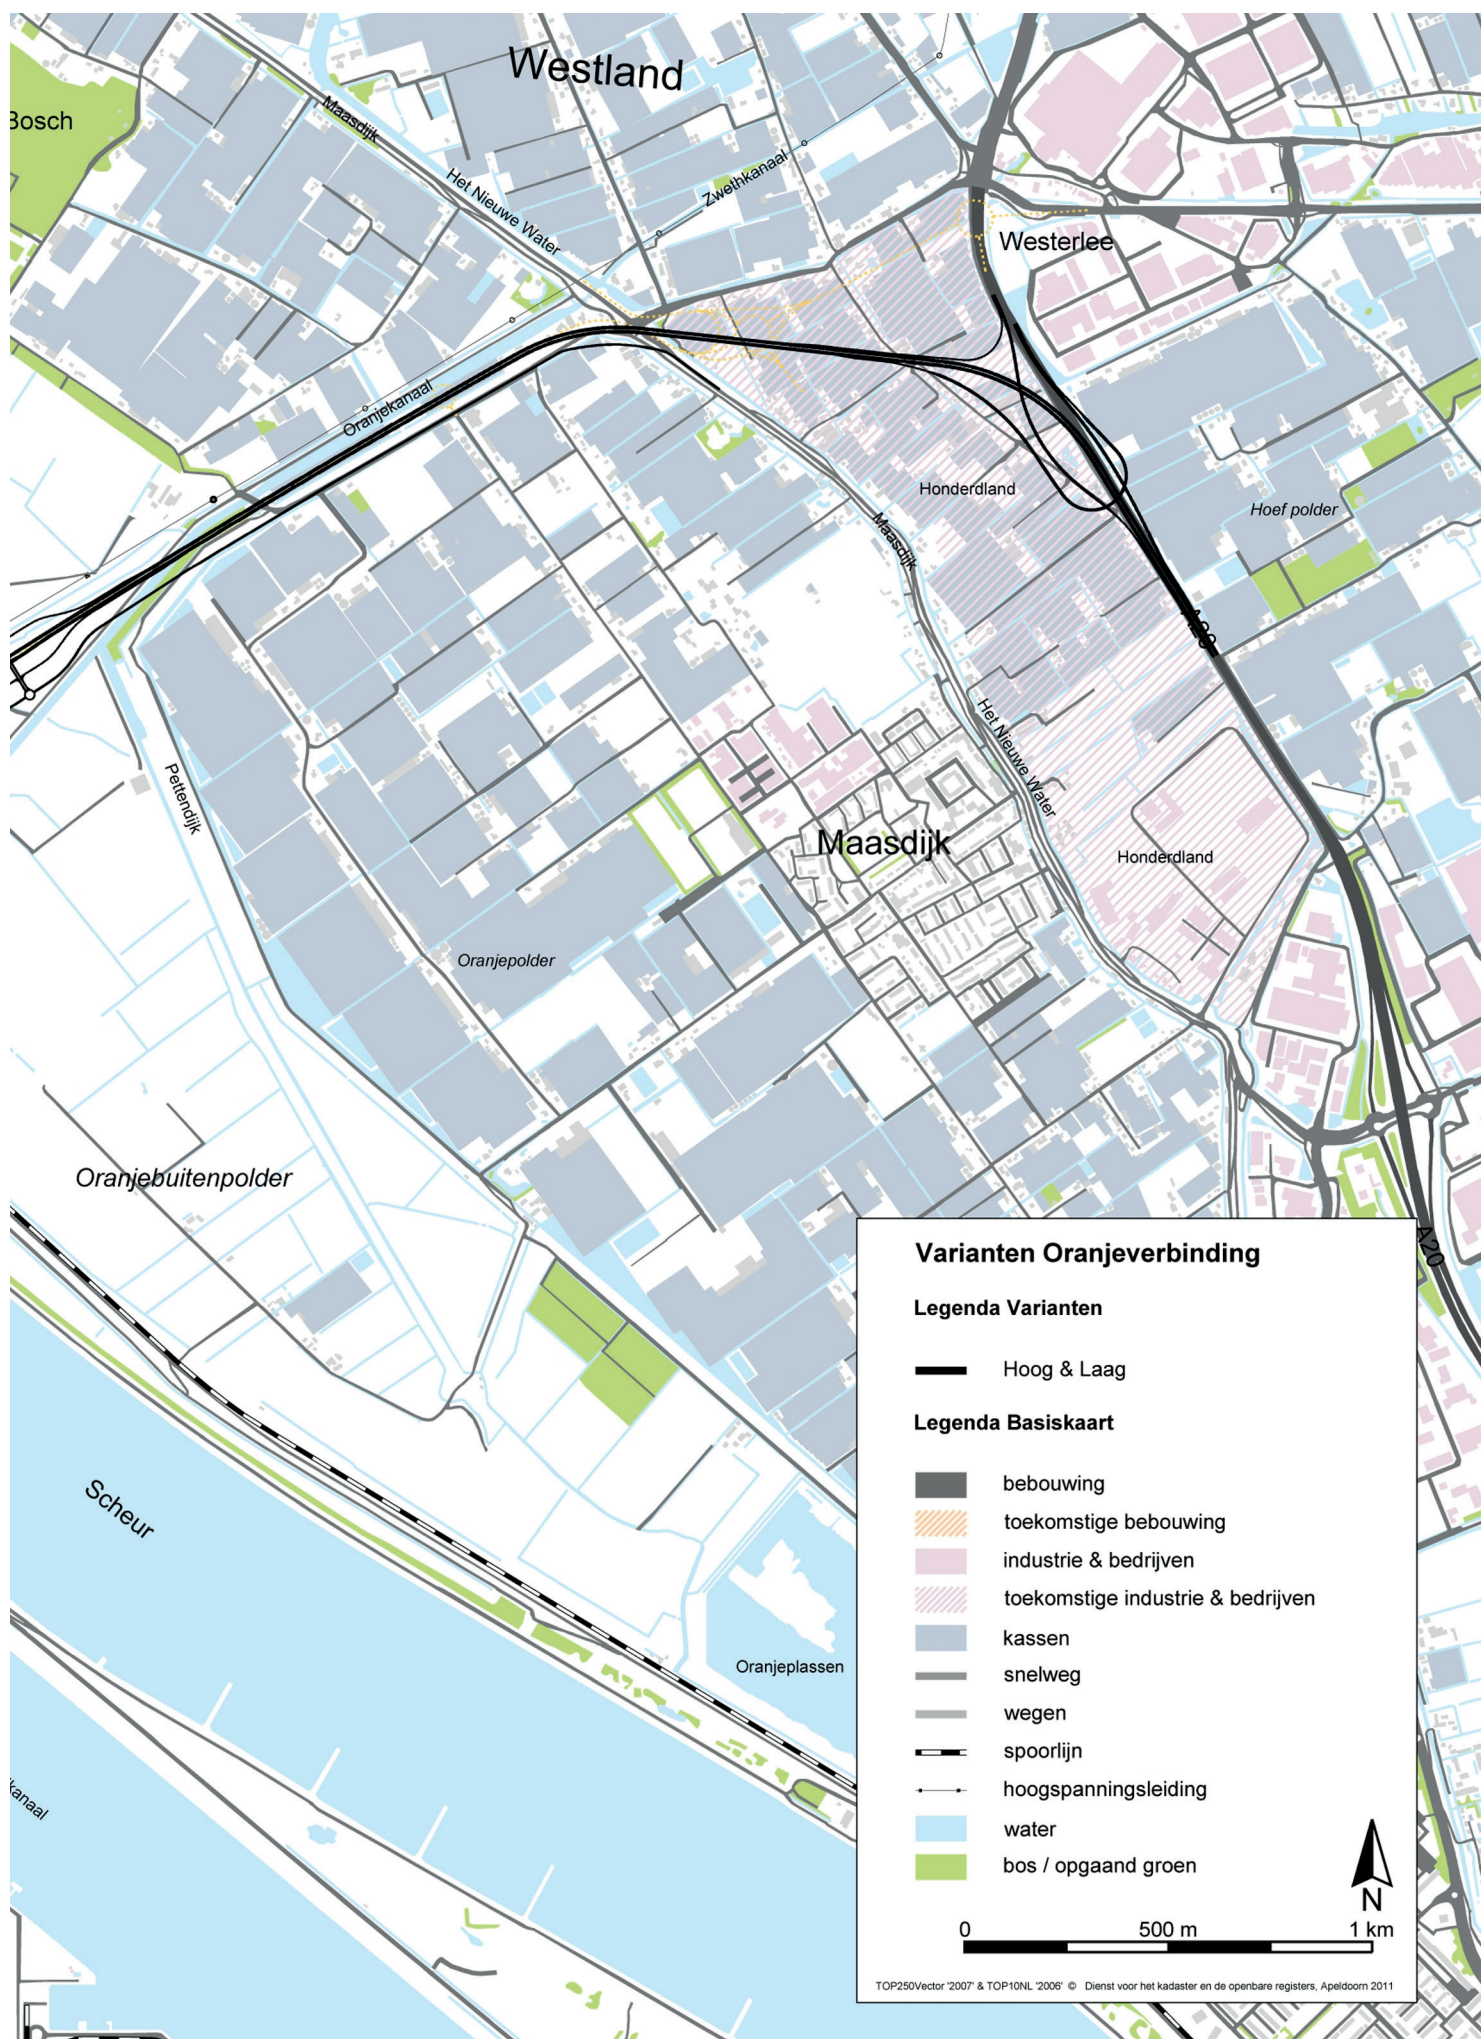 Westland
Bosch
Maasdijk
Het Nieuwe Water
Zwethkanaal
Westerlee
Oranjekanaal
Honderdland
Hoef polder
Maasdijk
A20
Het Nieuwe Water
Pettendijk
Maasdijk
Honderdland
Oranjepolder
Oranjebuitenpolder
A20
Scheur
Oranjeplassen
kanaal
Varianten Oranjeverbinding
Legenda Varianten
Hoog & Laag
Legenda Basiskaart
bebouwing
toekomstige bebouwing
industrie & bedrijven
toekomstige industrie & bedrijven
kassen
snelweg
wegen
spoorlijn
hoogspanningsleiding
water
bos / opgaand groen
N
0 500 m 1 km
TOP250Vector '2007' & TOP10NL '2006' © Dienst voor het kadaster en de openbare registers, Apeldoorn 2011